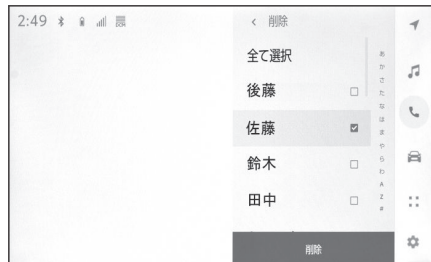 2:49
< 削除
全て選択
後藤
佐藤
鈴木
田中
削除
あ
か
さ
た
な
は
ま
や
ら
わ
A
Z
#